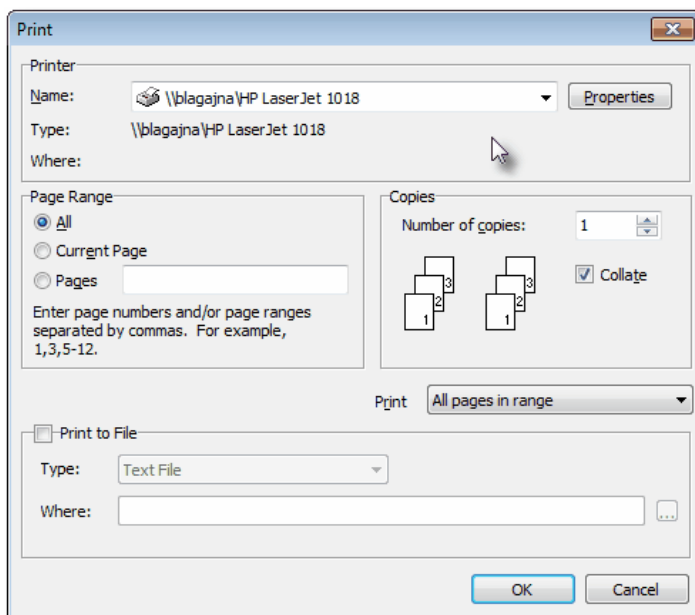 Print
Printer
Name:
\\blagajna\HP LaserJet 1018
Properties
Type:
\\blagajna\HP LaserJet 1018
Where:
Page Range
All
Current Page
Pages
Enter page numbers and/or page ranges
separated by commas. For example,
1,3,5-12.
Copies
Number of copies:
1
1
2
3
1
2
3
Collate
Print
All pages in range
Print to File
Type:
Text File
Where:
...
OK
Cancel